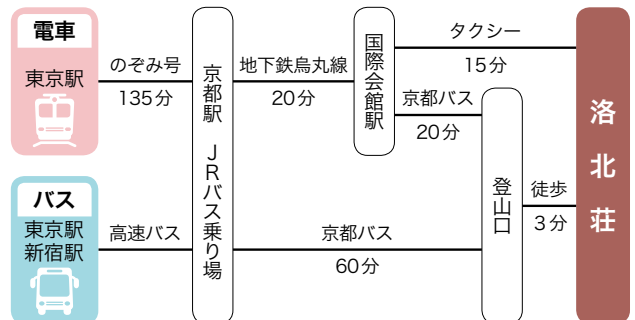 電車
東京駅
のぞみ号
135分
京都駅 JRバス乗り場
地下鉄烏丸線
20分
国際会館駅
タクシー
15分
京都バス
20分
登山口
徒歩
3分
洛北荘
バス
東京駅
新宿駅
高速バス
京都バス
60分